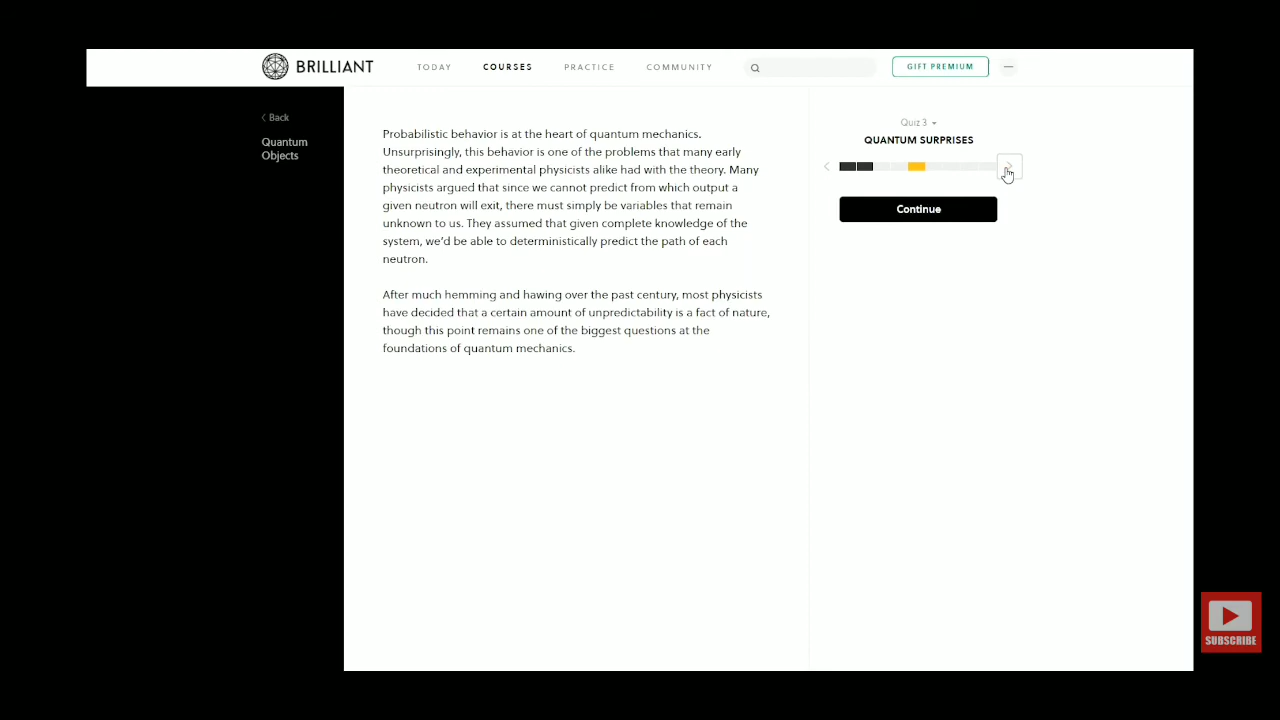 BRILLIANT
TODAY
COURSES
PRACTICE
COMMUNITY
GIFT PREMIUM
Back
Quantum
Objects
Probabilistic behavior is at the heart of quantum mechanics.
Unsurprisingly, this behavior is one of the problems that many early
theoretical and experimental physicists alike had with the theory. Many
physicists argued that since we cannot predict from which output a
given neutron will exit, there must simply be variables that remain
unknown to us. They assumed that given complete knowledge of the
system, we'd be able to deterministically predict the path of each
neutron.
After much hemming and hawing over the past century, most physicists
have decided that a certain amount of unpredictability is a fact of nature,
though this point remains one of the biggest questions at the
foundations of quantum mechanics.
Quiz 3
QUANTUM SURPRISES
Continue
SUBSCRIBE